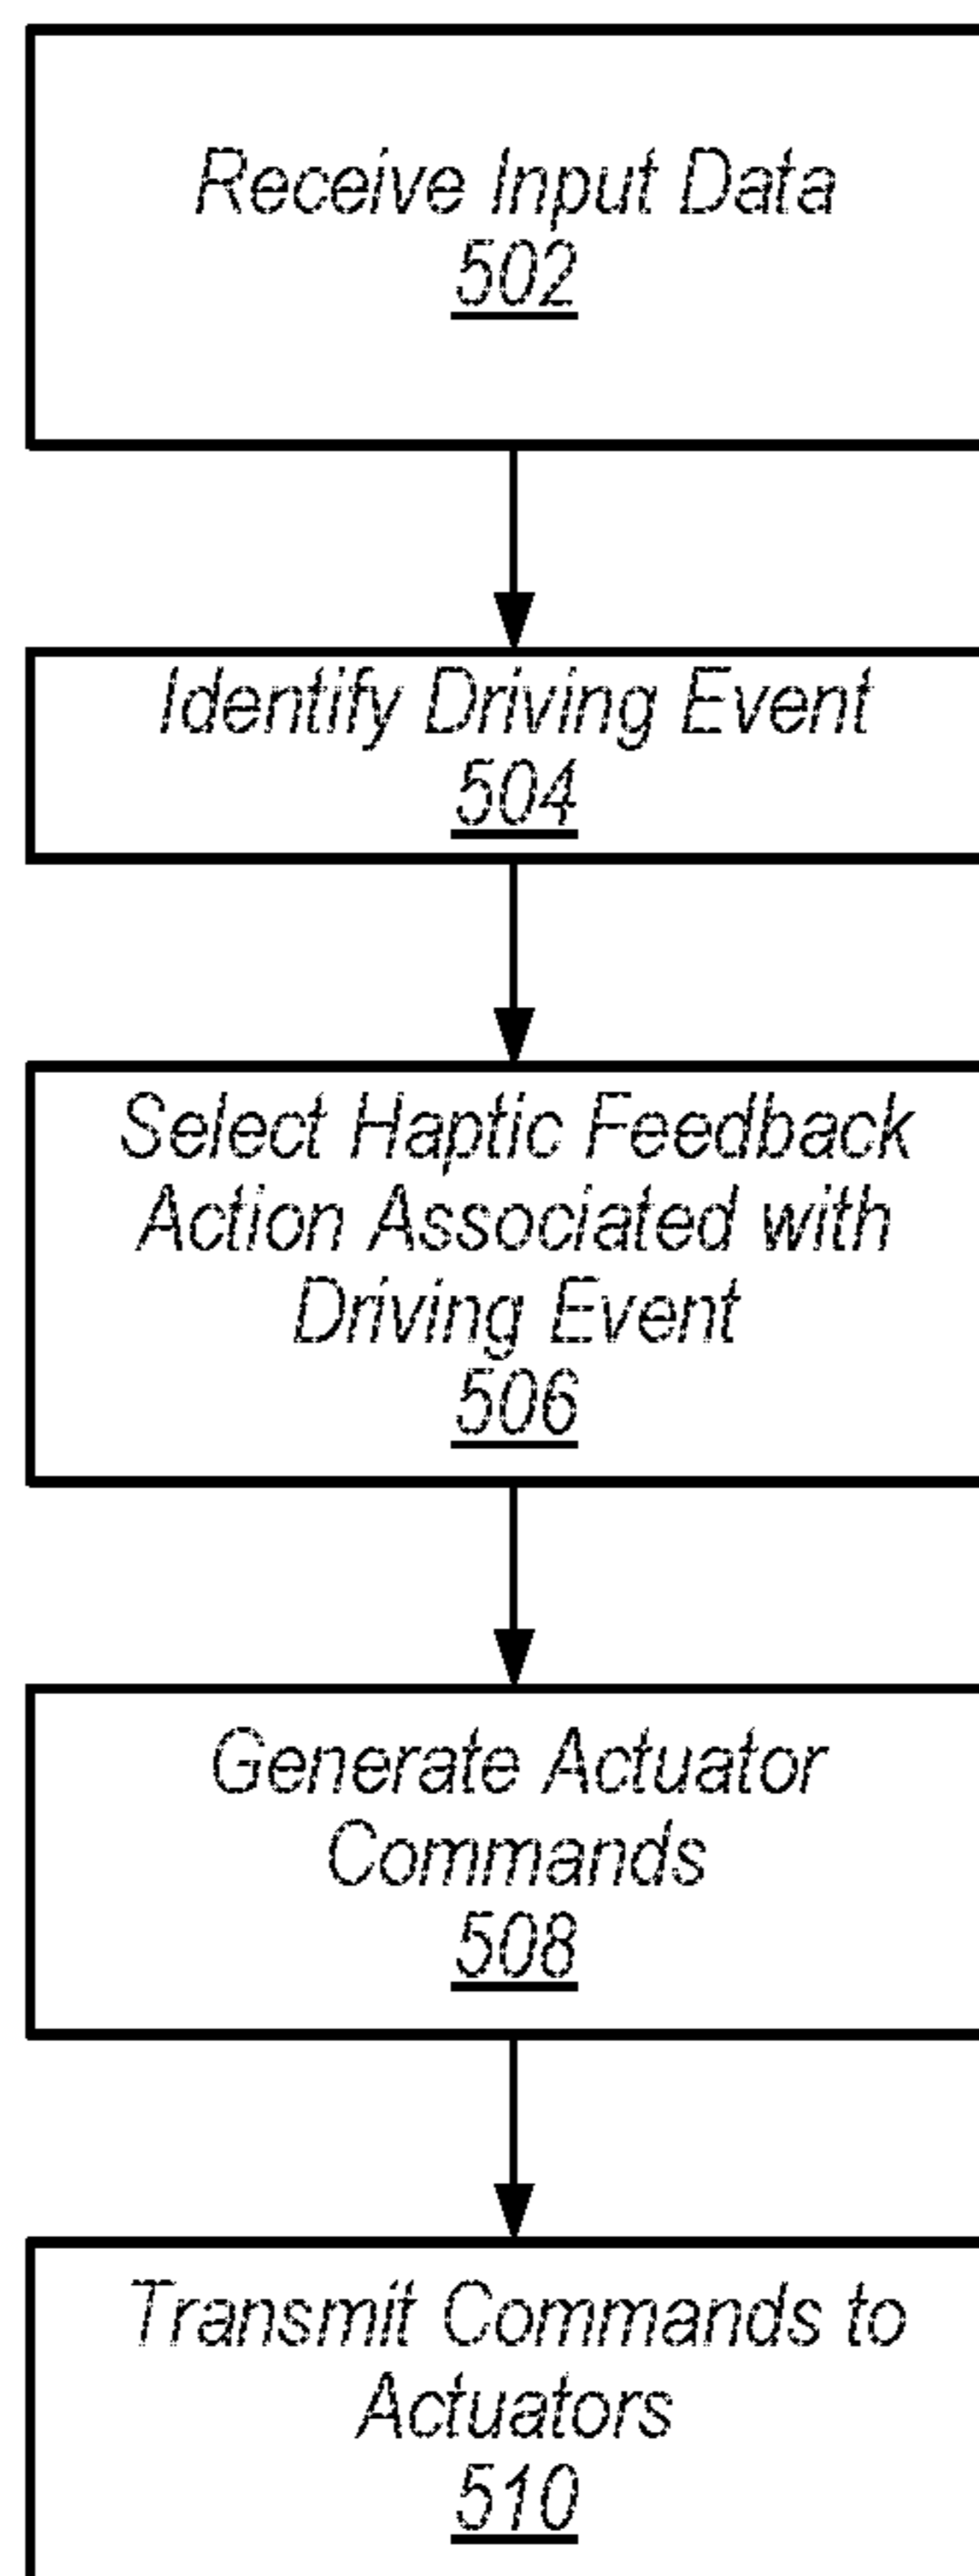 Receive Input Data
502
Identify Driving Event
504
Select Haptic Feedback
Action Associated with
Driving Event
506
Generate Actuator
Commands
508
Transmit Commands to
Actuators
510